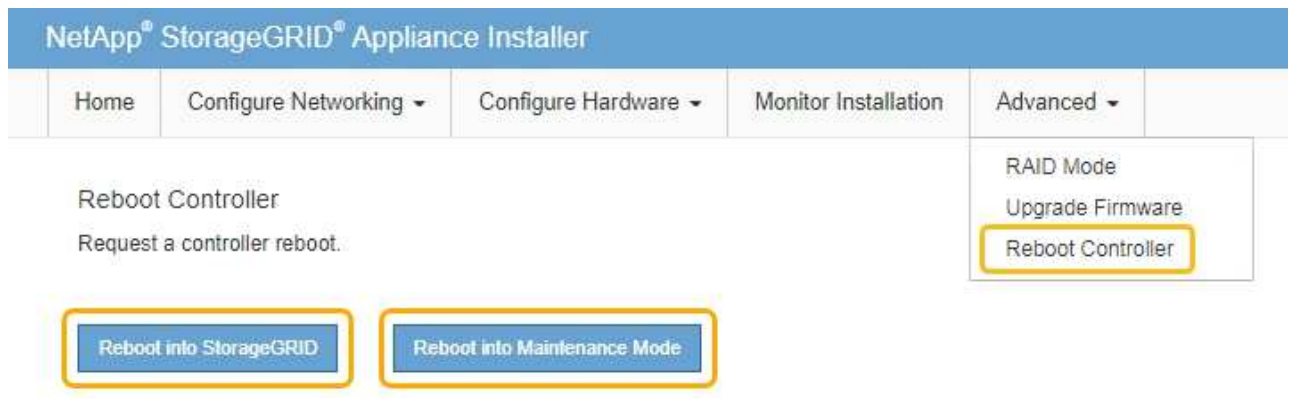 NetApp® StorageGRID® Appliance Installer
Home Configure Networking Configure Hardware Monitor Installation Advanced
RAID Mode
Upgrade Firmware
Reboot Controller
Reboot Controller
Request a controller reboot.
Reboot into StorageGRID Reboot into Maintenance Mode